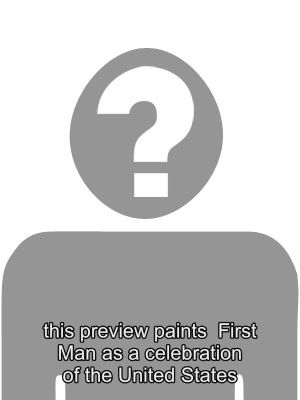 ?
this preview paints  First
Man as a celebration
of the United States